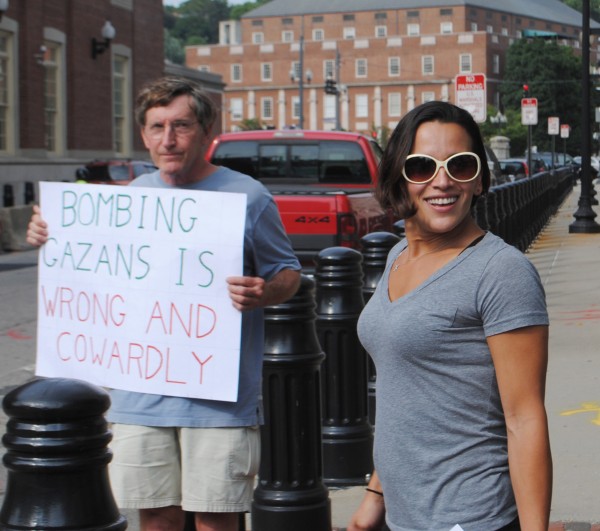 BOMBING
GAZANS IS
WRONG AND
COWARDLY
4x4
NO
PARKING